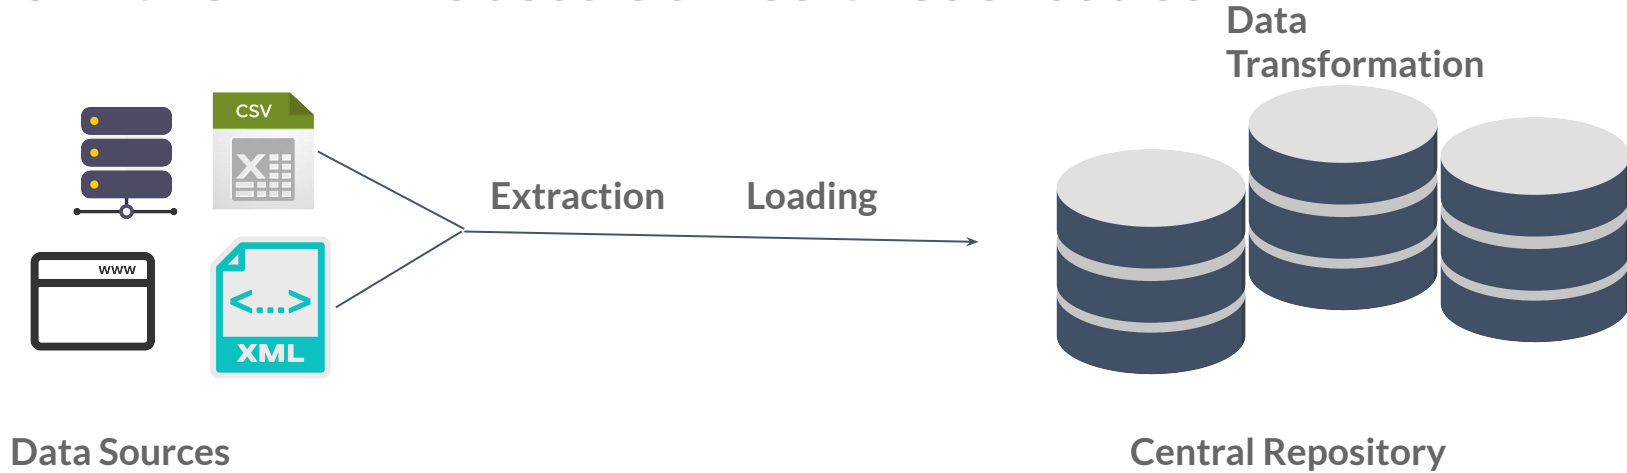 Data
Transformation
CSV
X
Extraction
Loading
www
<...>
XML
Data Sources
Central Repository